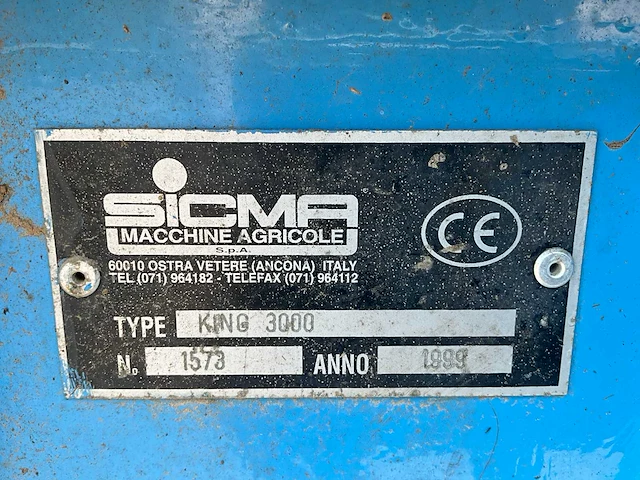 SICMA
MACCHINE AGRICOLE
S.p.A.
60010 OSTRA VETERE (ANCONA) ITALY
TEL (071) 964182 - TELEFAX (071) 964112
CE
TYPE KING 3000
No 1573 ANNO 1999